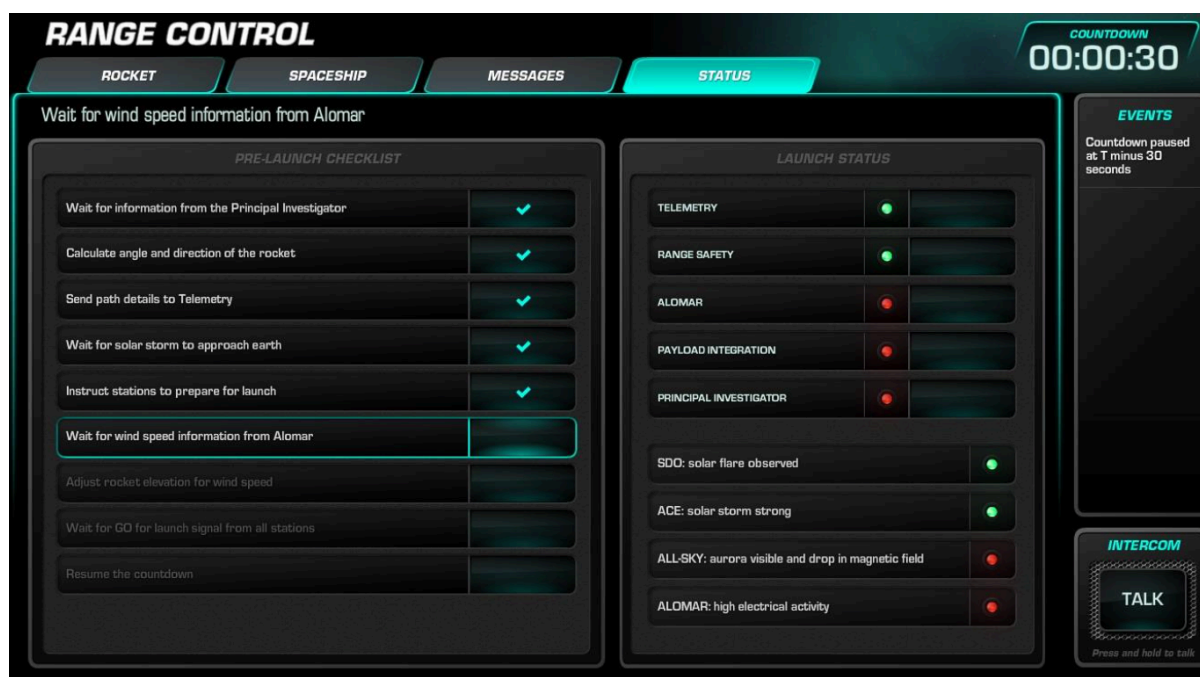 RANGE CONTROL
COUNTDOWN
00:00:30
ROCKET
SPACESHIP
MESSAGES
STATUS
Wait for wind speed information from Alomar
PRE-LAUNCH CHECKLIST
Wait for information from the Principal Investigator
Calculate angle and direction of the rocket
Send path details to Telemetry
Wait for solar storm to approach earth
Instruct stations to prepare for launch
Wait for wind speed information from Alomar
Adjust rocket elevation for wind speed
Wait for GO for launch signal from all stations
Resume the countdown
LAUNCH STATUS
TELEMETRY
RANGE SAFETY
ALOMAR
PAYLOAD INTEGRATION
PRINCIPAL INVESTIGATOR
SDO: solar flare observed
ACE: solar storm strong
ALL-SKY: aurora visible and drop in magnetic field
ALOMAR: high electrical activity
EVENTS
Countdown paused
at T minus 30
seconds
INTERCOM
TALK
Press and hold to talk